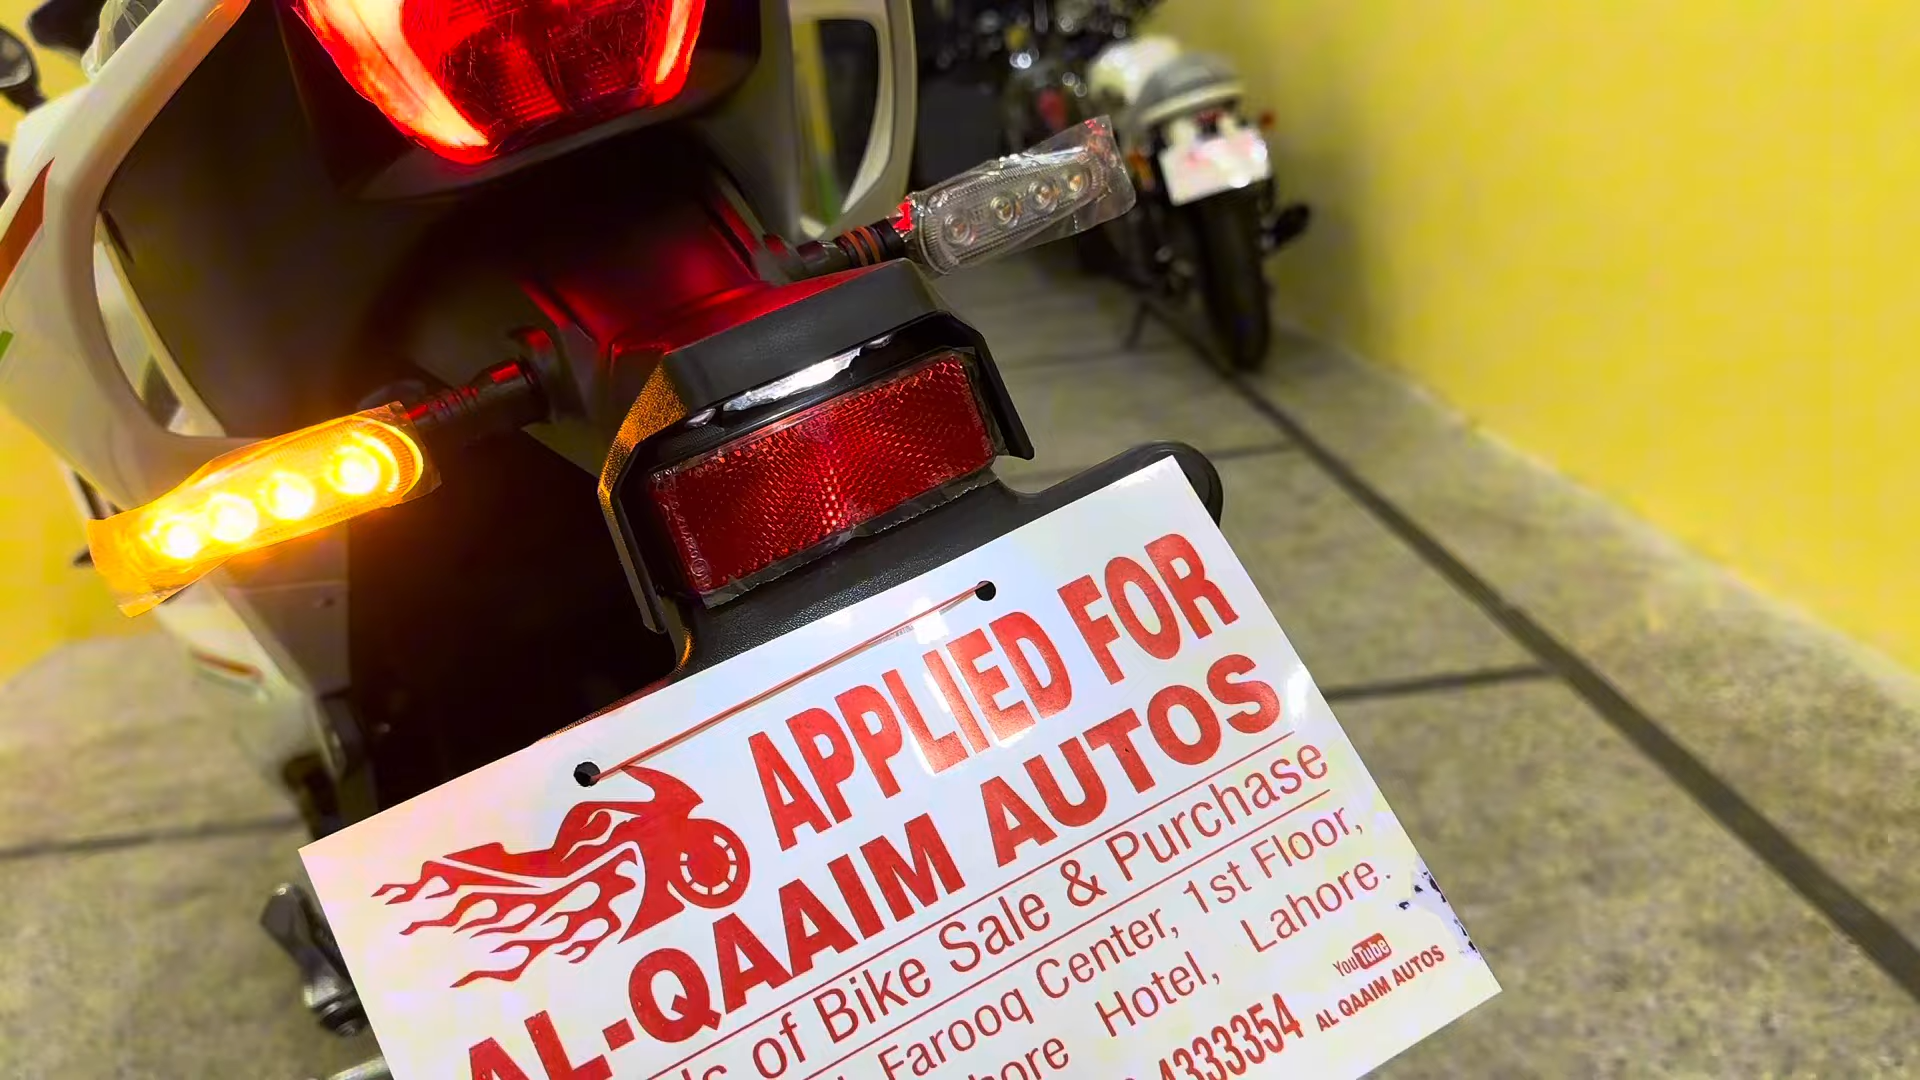 APPLIED FOR
AL-QAAIM AUTOS
of Bike Sale & Purchase
Farooq Center, 1st Floor,
Hotel, Lahore.
4333354
YouTube
AL QAAIM AUTOS